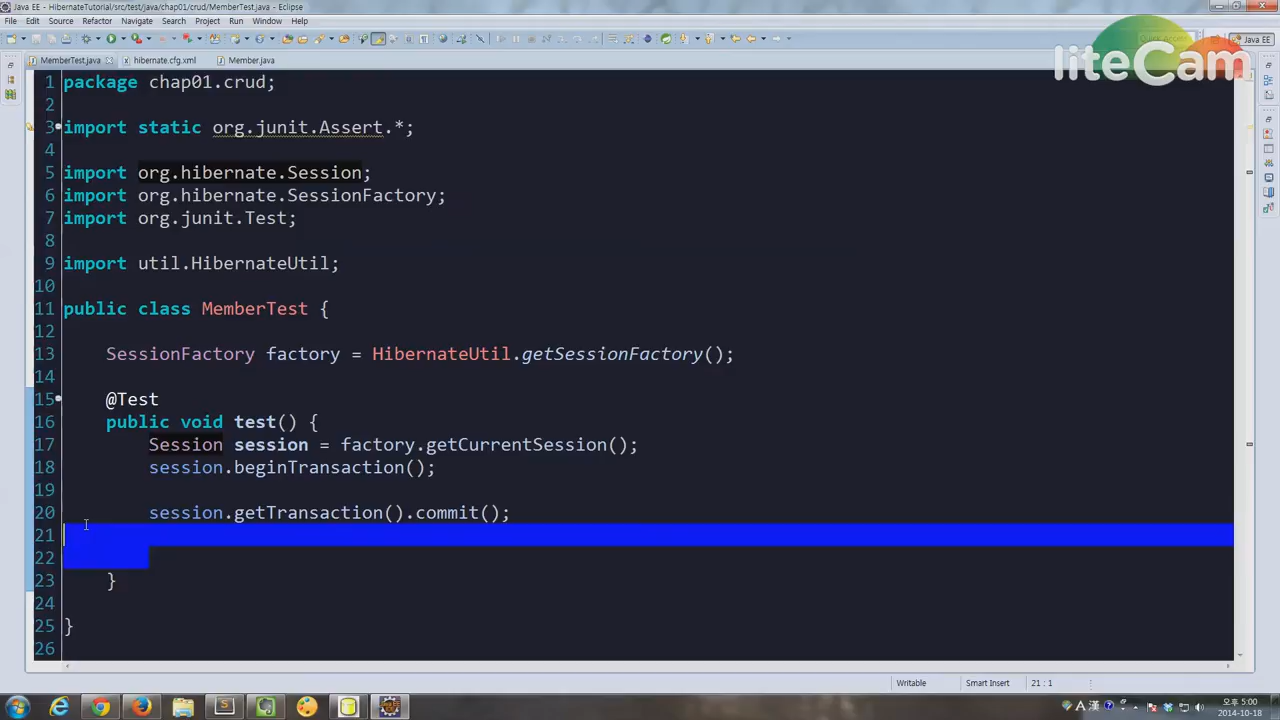 Java EE - HibernateTutorial/src/test/java/chap01/crud/MemberTest.java - Eclipse
File Edit Source Refactor Navigate Search Project Run Window Help
Java EE
liteCam
MemberTest.java hibernate.cfg.xml Member.java
1 package chap01.crud;
2
3 import static org.junit.Assert.*;
4
5 import org.hibernate.Session;
6 import org.hibernate.SessionFactory;
7 import org.junit.Test;
8
9 import util.HibernateUtil;
10
11 public class MemberTest {
12
13 SessionFactory factory = HibernateUtil.getSessionFactory();
14
15 @Test
16 public void test() {
17 Session session = factory.getCurrentSession();
18 session.beginTransaction();
19
20 session.getTransaction().commit();
21
22
23 }
24
25 }
26
Writable Smart Insert 21 : 1
A 漢 오후 5:00
2014-10-18